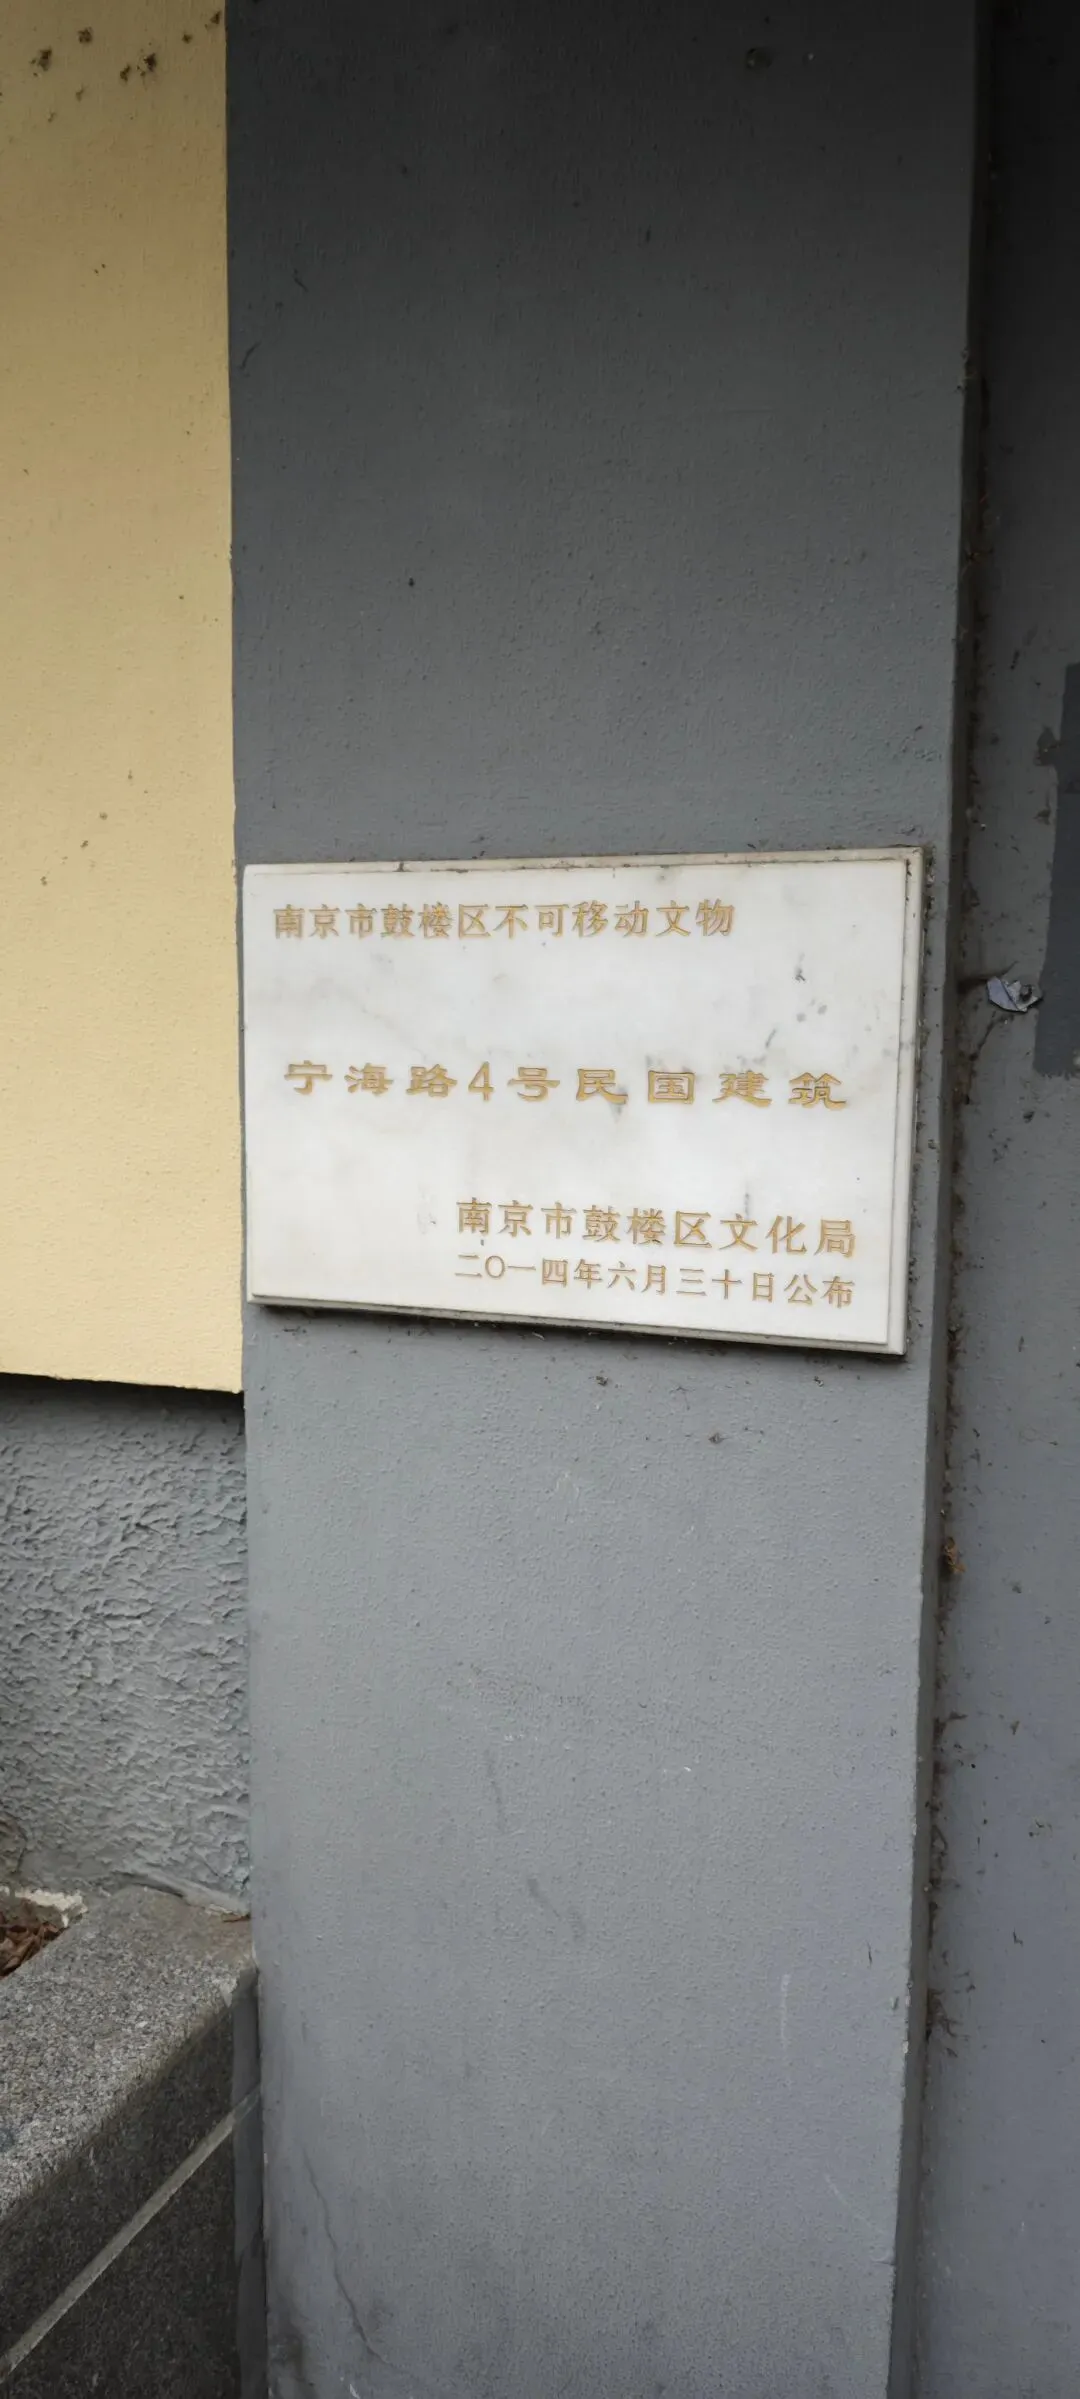 南京市鼓楼区不可移动文物
宁海路4号民国建筑
南京市鼓楼区文化局
二〇一四年六月三十日公布